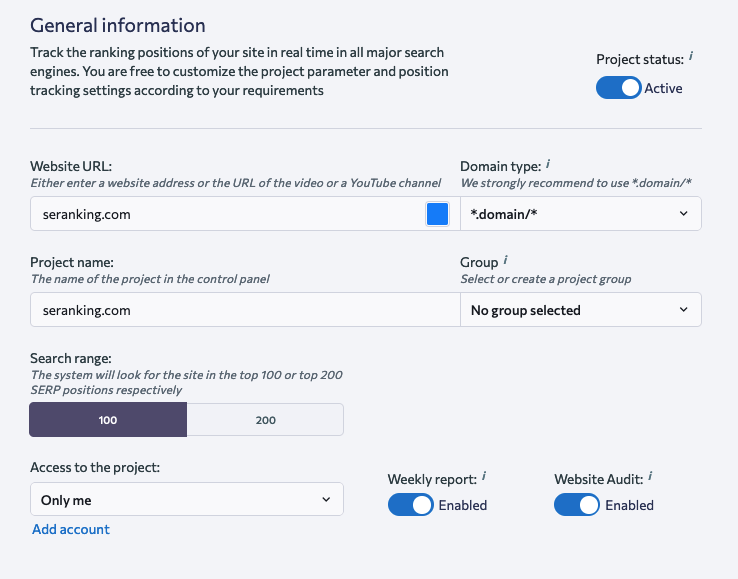 General information
Track the ranking positions of your site in real time in all major search
engines. You are free to customize the project parameter and position
tracking settings according to your requirements
Project status: i
Active
Website URL:
Either enter a website address or the URL of the video or a YouTube channel
seranking.com
Domain type: i
We strongly recommend to use *.domain/*
*.domain/*
Project name:
The name of the project in the control panel
seranking.com
Group i
Select or create a project group
No group selected
Search range:
The system will look for the site in the top 100 or top 200
SERP positions respectively
100 200
Access to the project:
Only me
Add account
Weekly report: i
Enabled
Website Audit: i
Enabled